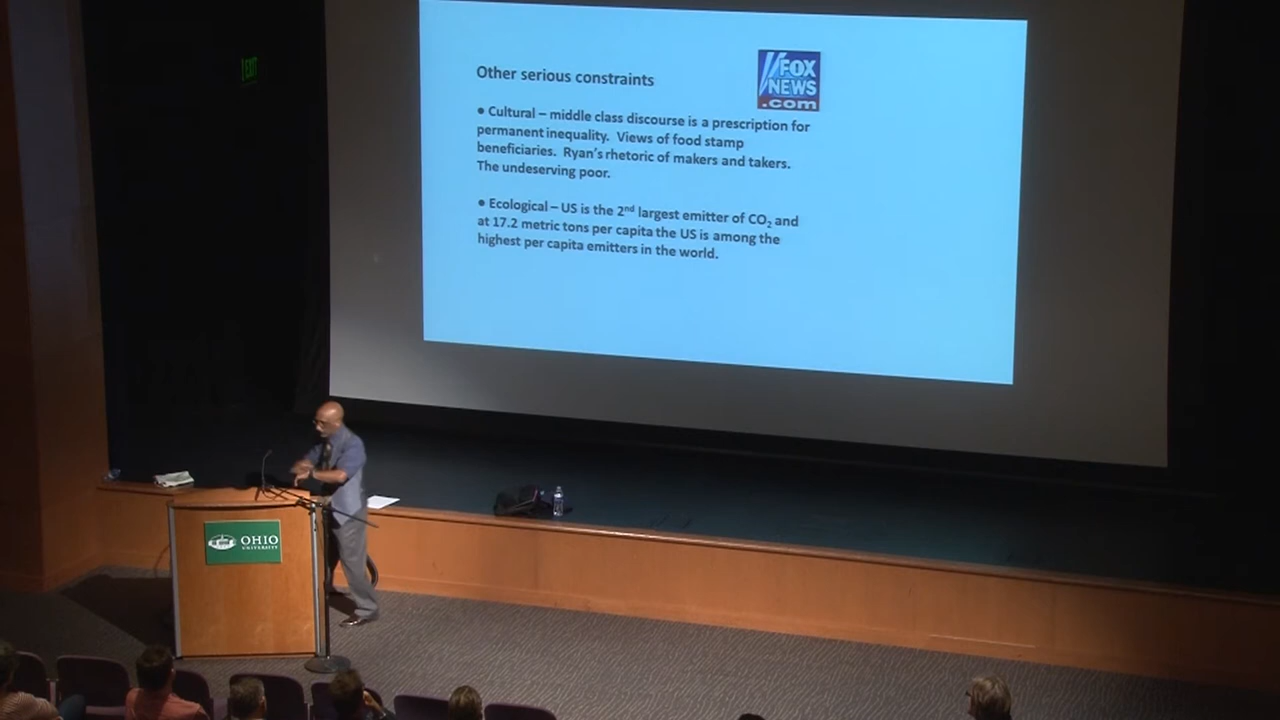 EXIT
FOX
NEWS
.com
Other serious constraints
● Cultural – middle class discourse is a prescription for
permanent inequality. Views of food stamp
beneficiaries. Ryan's rhetoric of makers and takers.
The undeserving poor.
● Ecological – US is the 2nd largest emitter of CO2 and
at 17.2 metric tons per capita the US is among the
highest per capita emitters in the world.
OHIO
UNIVERSITY